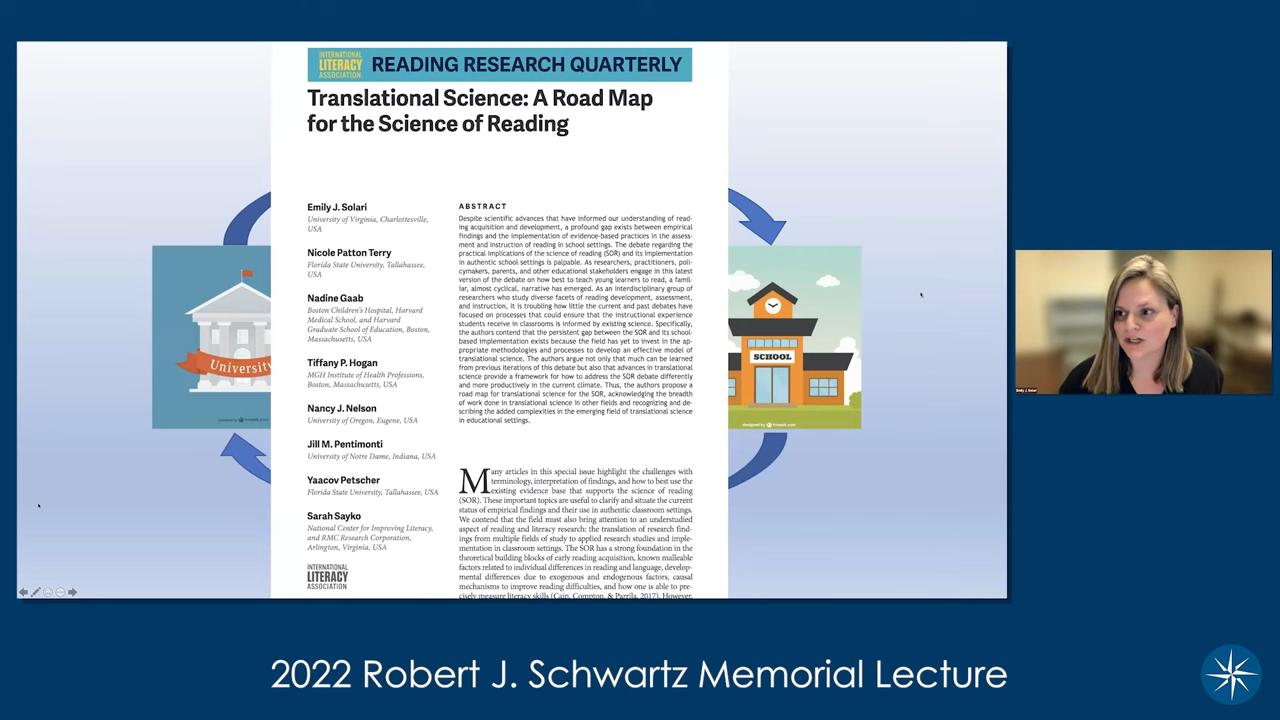 INTERNATIONAL
LITERACY
ASSOCIATION
READING RESEARCH QUARTERLY
Translational Science: A Road Map
for the Science of Reading
Emily J. Solari
University of Virginia, Charlottesville,
USA
Nicole Patton Terry
Florida State University, Tallahassee,
USA
Nadine Gaab
Boston Children's Hospital, Harvard
Medical School, and Harvard
Graduate School of Education, Boston,
Massachusetts, USA
Tiffany P. Hogan
MGH Institute of Health Professions,
Boston, Massachusetts, USA
Nancy J. Nelson
University of Oregon, Eugene, USA
Jill M. Pentimonti
University of Notre Dame, Indiana, USA
Yaacov Petscher
Florida State University, Tallahassee, USA
Sarah Sayko
National Center for Improving Literacy,
and RMC Research Corporation,
Arlington, Virginia, USA
INTERNATIONAL
LITERACY
ASSOCIATION
ABSTRACT
Despite scientific advances that have informed our understanding of read-
ing acquisition and development, a profound gap exists between empirical
findings and the implementation of evidence-based practices in the assess-
ment and instruction of reading in school settings. The debate regarding the
practical implications of the science of reading (SOR) and its implementation
in authentic school settings is palpable. As researchers, practitioners, poli-
cymakers, parents, and other educational stakeholders engage in this latest
version of the debate on how best to teach young learners to read, a famil-
iar, almost cyclical, narrative has emerged. As an interdisciplinary group of
researchers who study diverse facets of reading development, assessment,
and instruction, it is troubling how little the current and past debates have
focused on processes that could ensure that the instructional experience
students receive in classrooms is informed by existing science. Specifically,
the authors contend that the persistent gap between the SOR and its school-
based implementation exists because the field has yet to invest in the ap-
propriate methodologies and processes to develop an effective model of
translational science. The authors argue not only that much can be learned
from previous iterations of this debate but also that advances in translational
science provide a framework for how to address the SOR debate differently
and more productively in the current climate. Thus, the authors propose a
road map for translational science for the SOR, acknowledging the breadth
of work done in translational science in other fields and recognizing and de-
scribing the added complexities in the emerging field of translational science
in educational settings.
Many articles in this special issue highlight the challenges with
terminology, interpretation of findings, and how to best use the
existing evidence base that supports the science of reading
(SOR). These important topics are useful to clarify and situate the current
status of empirical findings and their use in authentic classroom settings.
We contend that the field must also bring attention to an understudied
aspect of reading and literacy research: the translation of research find-
ings from multiple fields of study to applied research studies and imple-
mentation in classroom settings. The SOR has a strong foundation in the
theoretical building blocks of early reading acquisition, known malleable
factors related to individual differences in reading and language, develop-
mental differences due to exogenous and endogenous factors, causal
mechanisms to improve reading difficulties, and how one is able to pre-
cisely measure literacy skills (Cain, Compton, & Parrila, 2017). However,
University
designed by freepik.com
SCHOOL
designed by freepik.com
Emily J. Solari
2022 Robert J. Schwartz Memorial Lecture